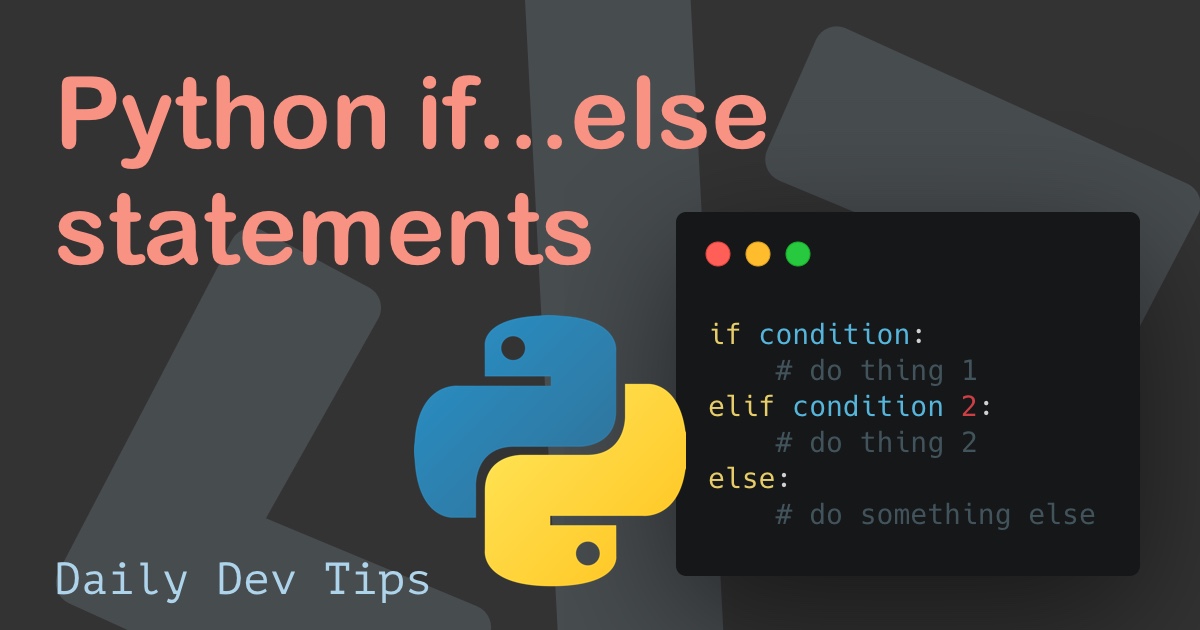 Python if...else
statements
if condition:
    # do thing 1
elif condition 2:
    # do thing 2
else:
    # do something else
Daily Dev Tips